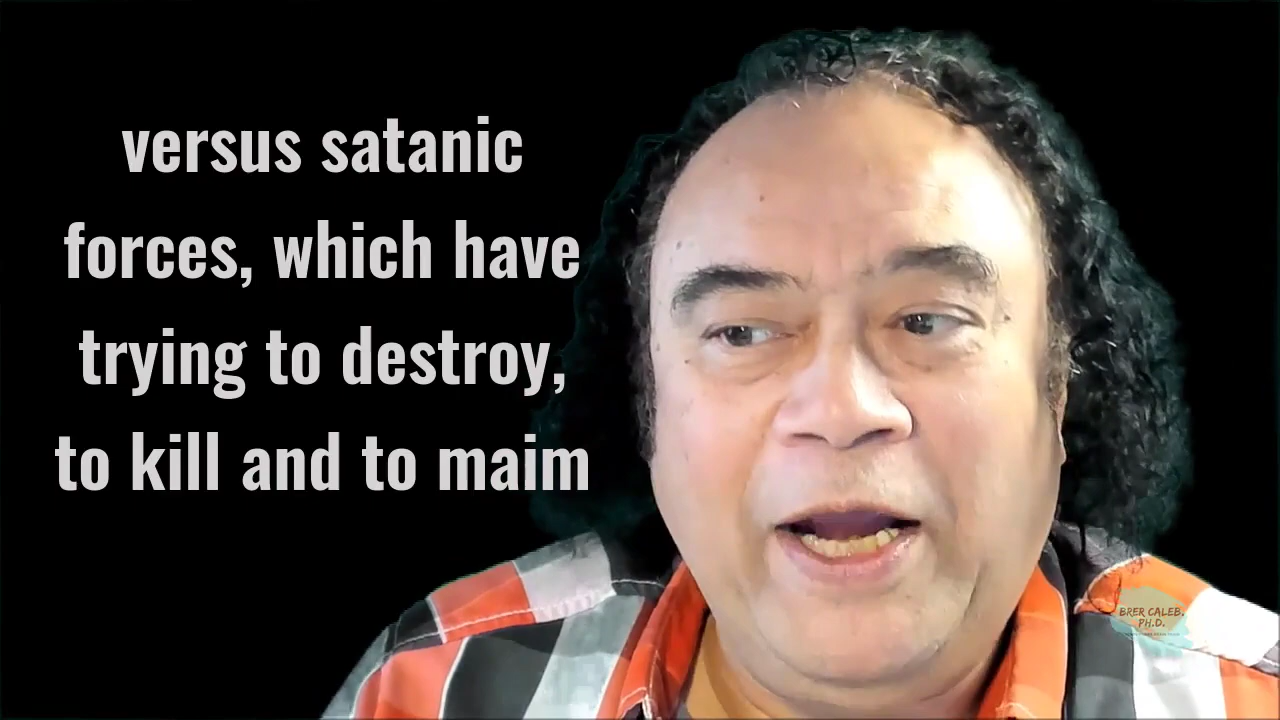 versus satanic
forces, which have
trying to destroy,
to kill and to maim
BRER CALEB.
PH.D.